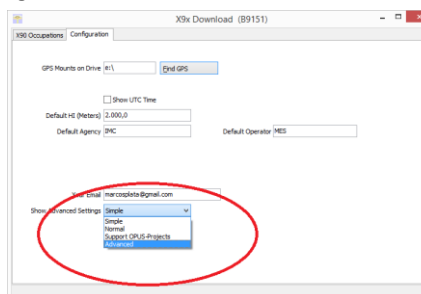 X9x Download (B9151)
X90 Occupations Configuration
GPS Mounts on Drive e:\ Find GPS
Show UTC Time
Default HI (Meters) 2.000,0
Default Agency IMC Default Operator MES
Your Email marcosplata@gmail.com
Show Advanced Settings Simple
Simple
Normal
Support OPUS-Projects
Advanced